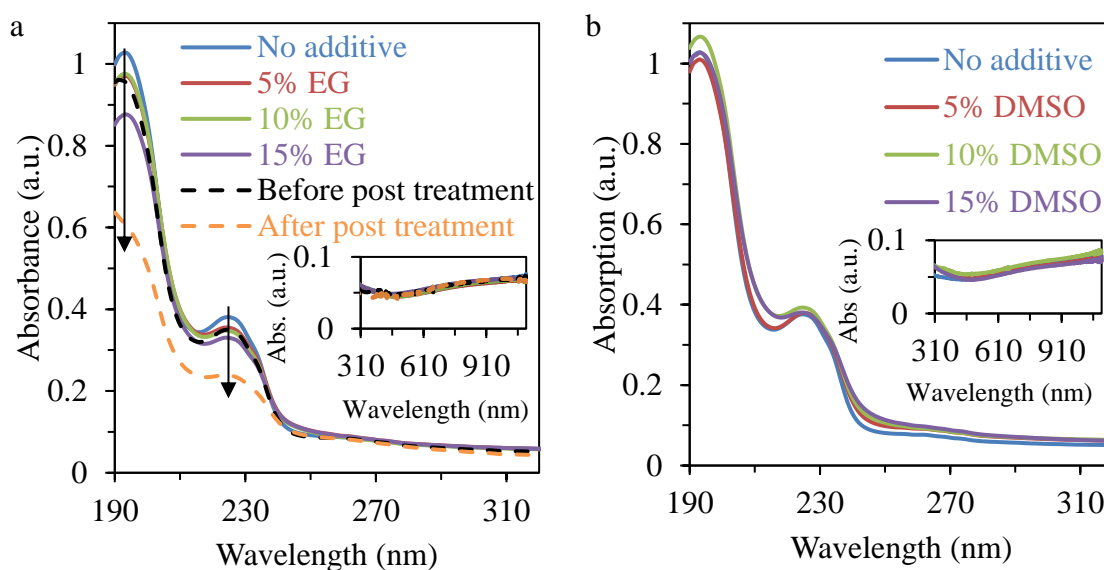 a
No additive
5% EG
10% EG
15% EG
Before post treatment
After post treatment
Absorbance (a.u.)
1
0.8
0.6
0.4
0.2
0
190 230 270 310
Wavelength (nm)
Abs. (a.u.)
0.1
0
310 610 910
Wavelength (nm)
b
No additive
5% DMSO
10% DMSO
15% DMSO
Absorption (a.u.)
1
0.8
0.6
0.4
0.2
0
190 230 270 310
Wavelength (nm)
Abs (a.u.)
0.1
0
310 610 910
Wavelength (nm)